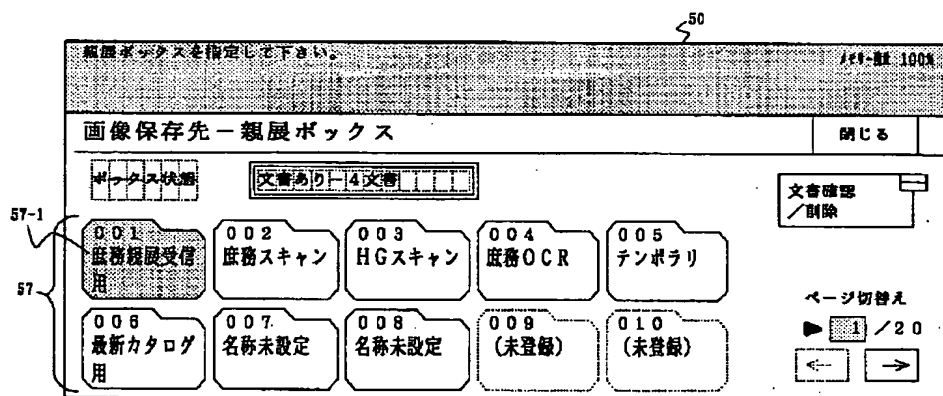 50
親展ボックスを指定して下さい。
メモリー残量 100%
画像保存先－親展ボックス
閉じる
ボックス状態
文書あり－4文書
文書確認
／削除
57-1
57
001
庶務親展受信
用
002
庶務スキャン
003
HGスキャン
004
庶務OCR
005
テンポラリ
006
最新カタログ
用
007
名称未設定
008
名称未設定
009
(未登録)
010
(未登録)
ページ切替え
▶ 1 /20
← →